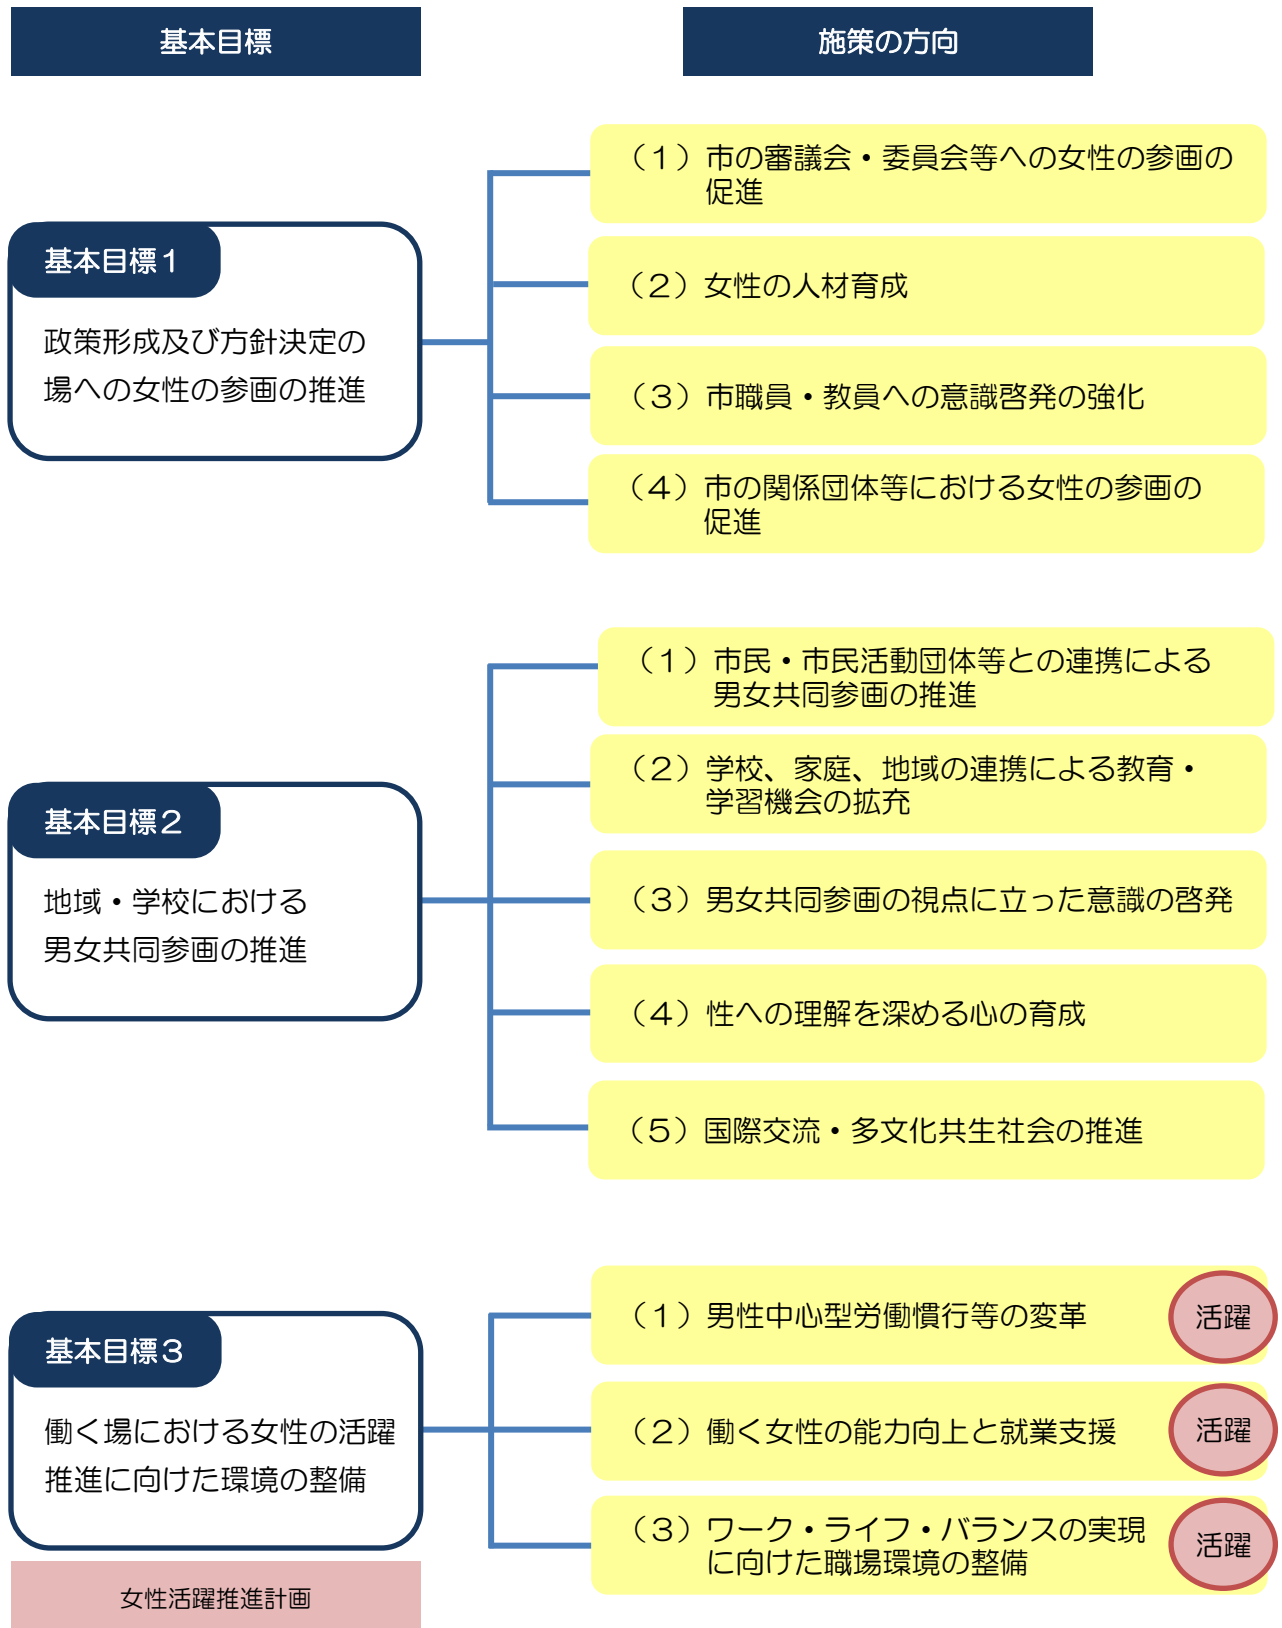 基本目標
施策の方向
基本目標１
政策形成及び方針決定の
場への女性の参画の推進
（１）市の審議会・委員会等への女性の参画の
促進
（２）女性の人材育成
（３）市職員・教員への意識啓発の強化
（４）市の関係団体等における女性の参画の
促進
基本目標２
地域・学校における
男女共同参画の推進
（１）市民・市民活動団体等との連携による
男女共同参画の推進
（２）学校、家庭、地域の連携による教育・
学習機会の拡充
（３）男女共同参画の視点に立った意識の啓発
（４）性への理解を深める心の育成
（５）国際交流・多文化共生社会の推進
基本目標３
働く場における女性の活躍
推進に向けた環境の整備
女性活躍推進計画
（１）男性中心型労働慣行等の変革
活躍
（２）働く女性の能力向上と就業支援
活躍
（３）ワーク・ライフ・バランスの実現
に向けた職場環境の整備
活躍